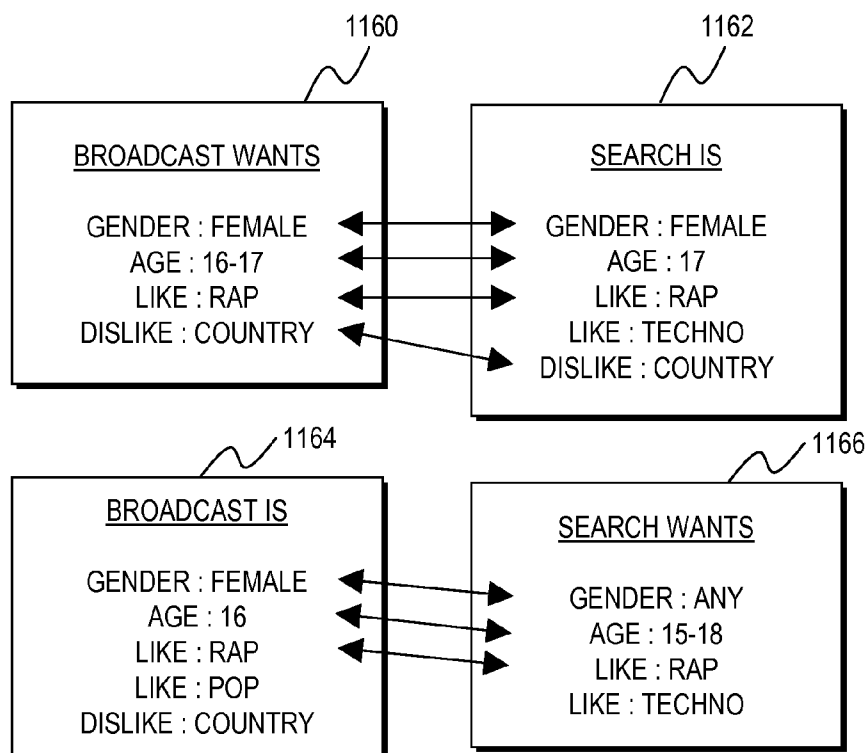 1160
1162
BROADCAST WANTS
GENDER : FEMALE
AGE : 16-17
LIKE : RAP
DISLIKE : COUNTRY
SEARCH IS
GENDER : FEMALE
AGE : 17
LIKE : RAP
LIKE : TECHNO
DISLIKE : COUNTRY
1164
1166
BROADCAST IS
GENDER : FEMALE
AGE : 16
LIKE : RAP
LIKE : POP
DISLIKE : COUNTRY
SEARCH WANTS
GENDER : ANY
AGE : 15-18
LIKE : RAP
LIKE : TECHNO